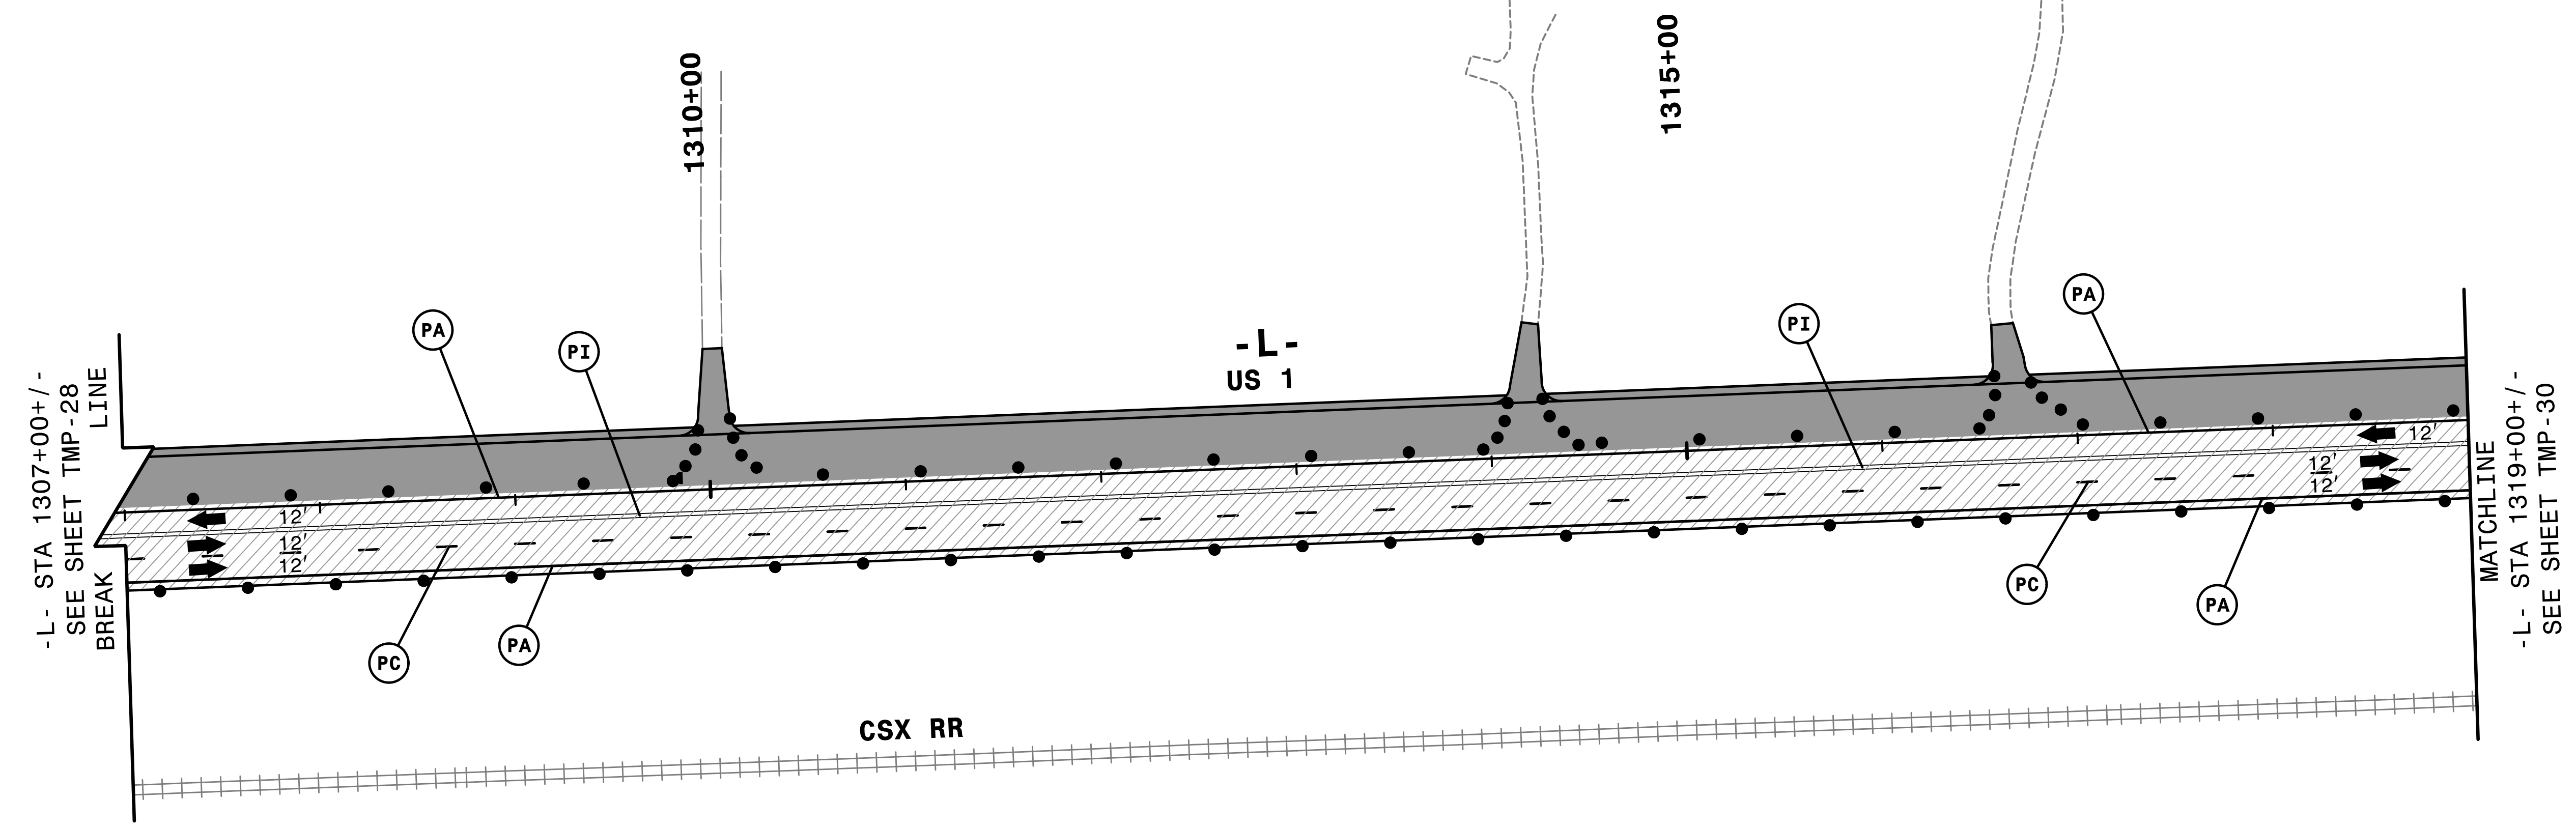 -L- STA 1307+00+/-
SEE SHEET TMP-28
BREAK LINE
1310+00
1315+00
PA
PI
-L-
US 1
PI
PA
12'
12'
12'
12'
12'
12'
PC
PA
PC
PA
CSX RR
MATCHLINE
-L- STA 1319+00+/-
SEE SHEET TMP-30